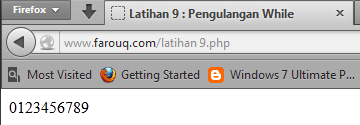 Firefox
Latihan 9 : Pengulangan While
www.farouq.com/latihan 9.php
Most Visited Getting Started Windows 7 Ultimate P...
0123456789